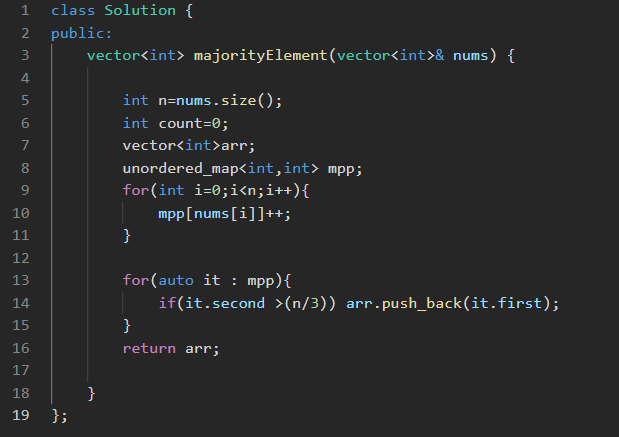 1 class Solution {
2 public:
3     vector<int> majorityElement(vector<int>& nums) {
4
5         int n=nums.size();
6         int count=0;
7         vector<int>arr;
8         unordered_map<int,int> mpp;
9         for(int i=0;i<n;i++){
10             mpp[nums[i]]++;
11         }
12
13         for(auto it : mpp){
14             if(it.second >(n/3)) arr.push_back(it.first);
15         }
16         return arr;
17
18     }
19 };